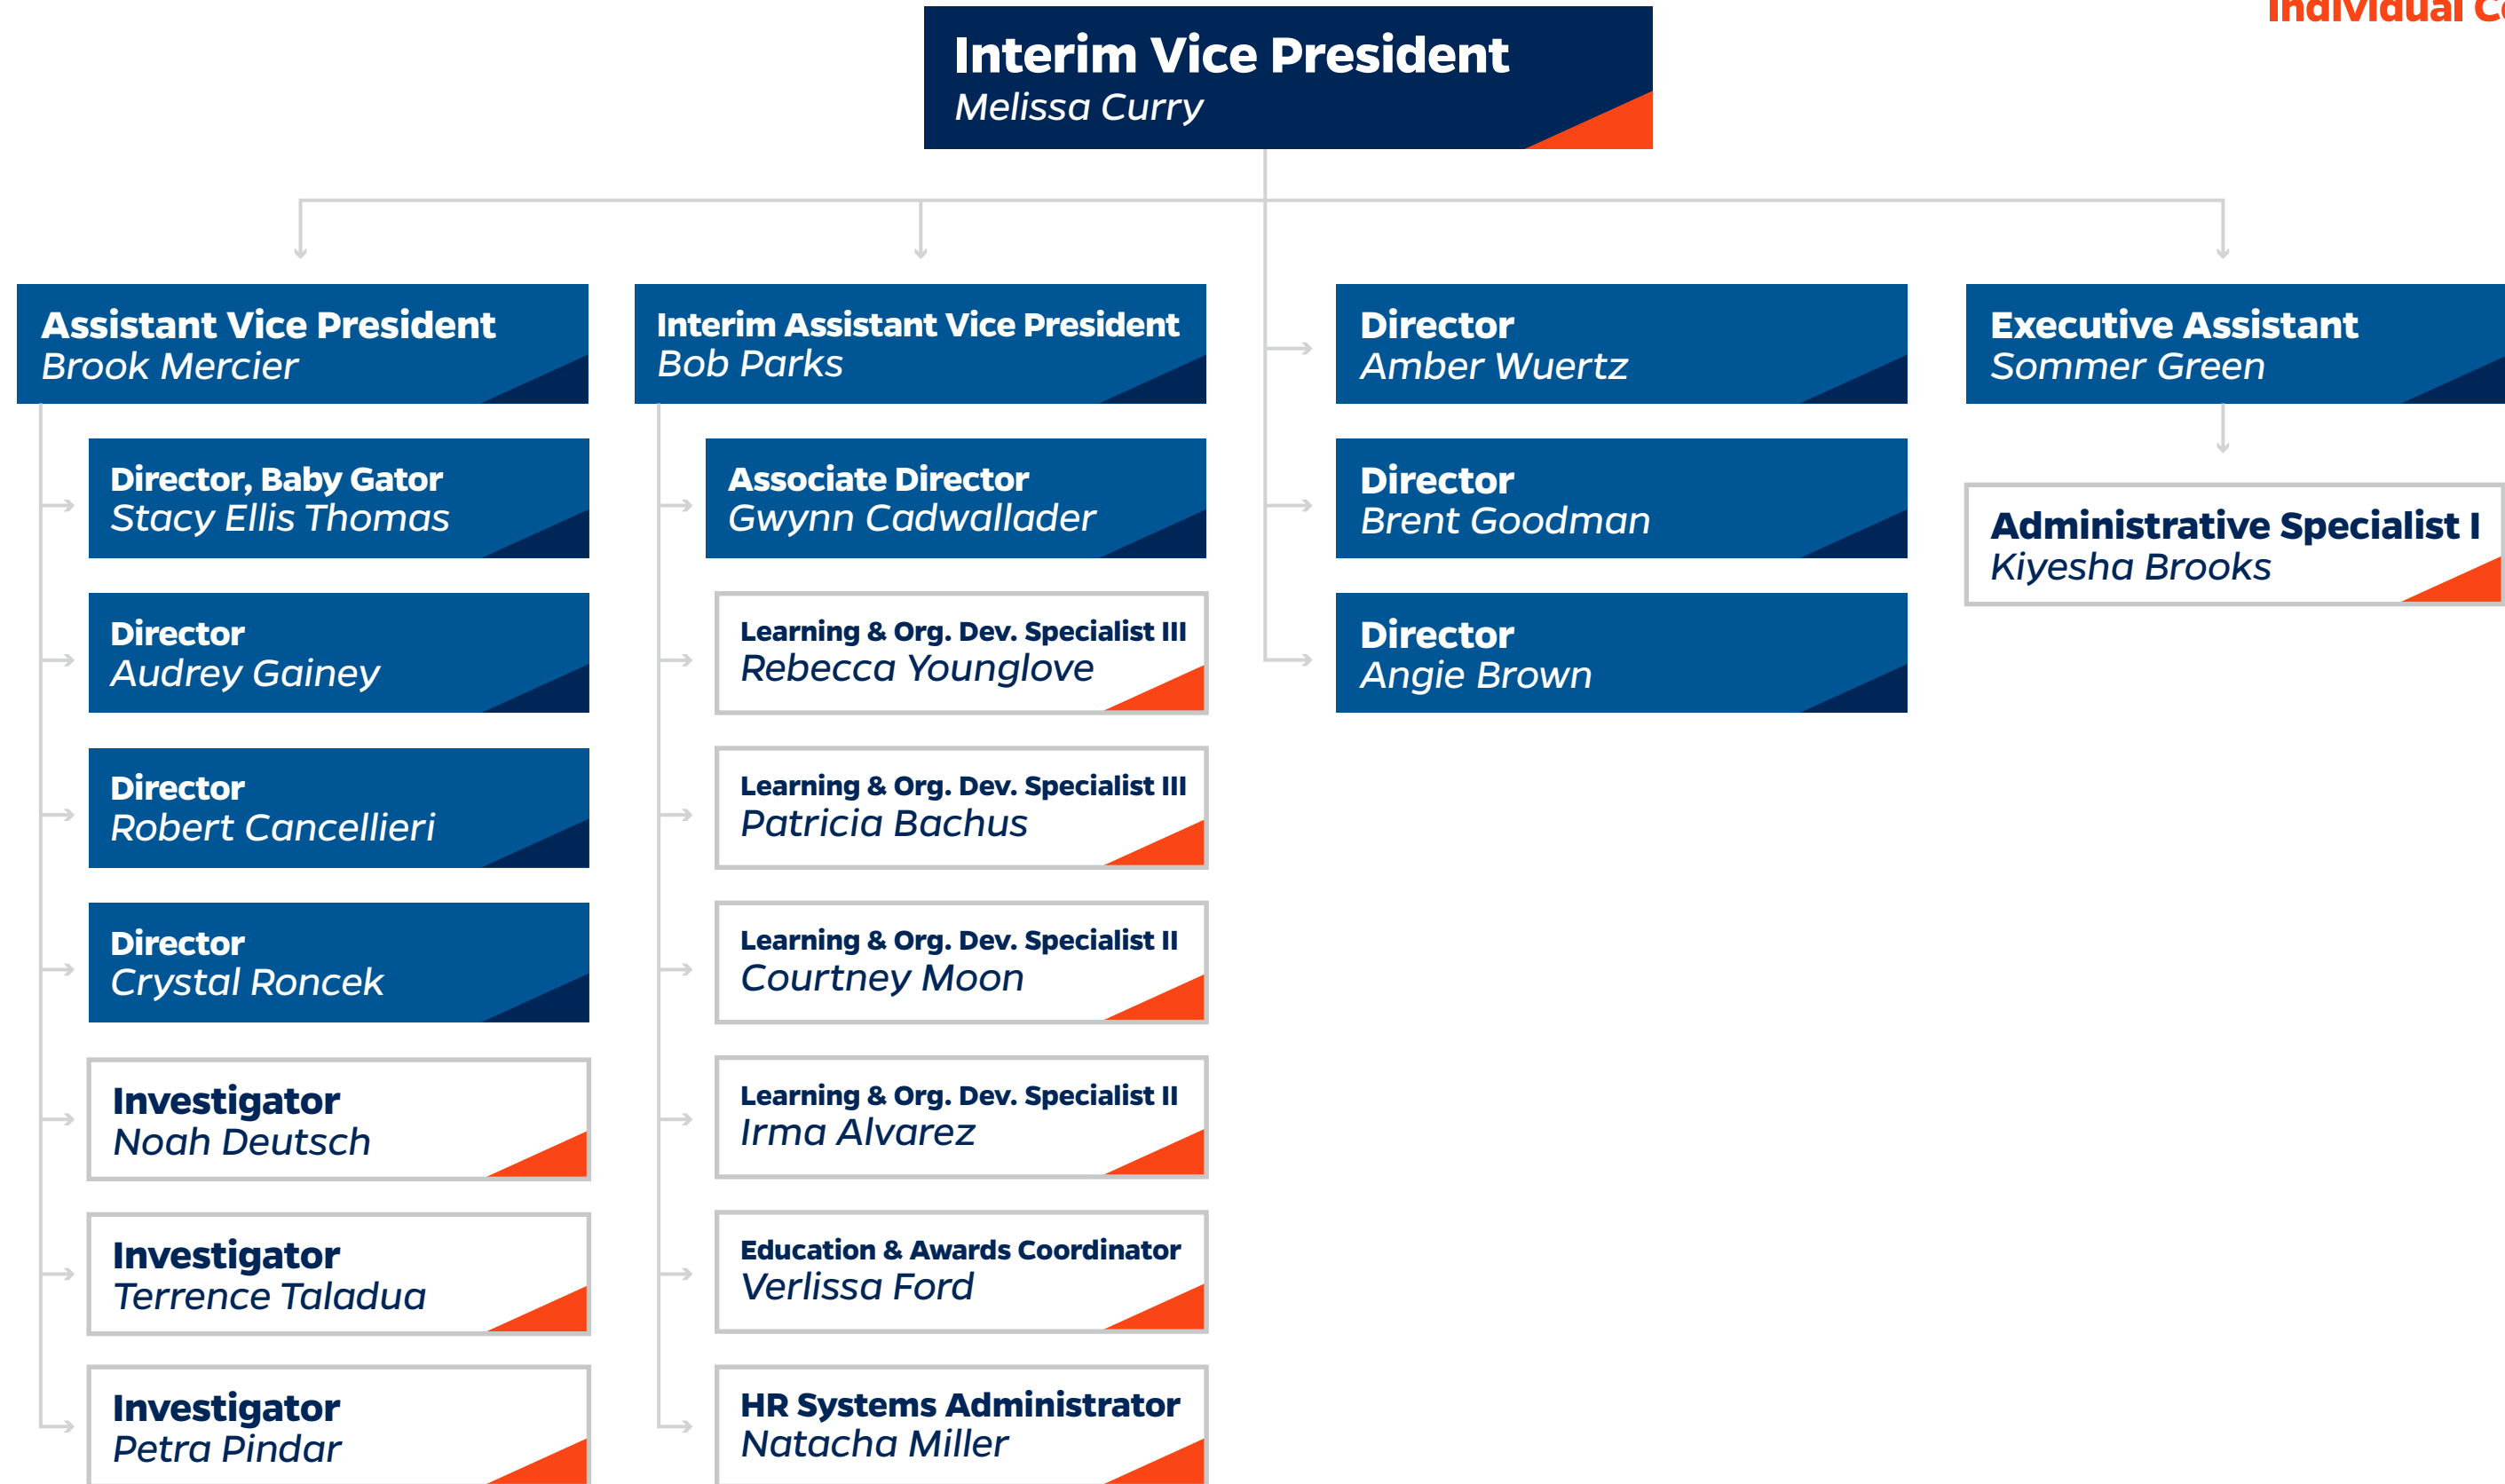 Individual
Interim Vice President
Melissa Curry
Assistant Vice President
Brook Mercier
Director, Baby Gator
Stacy Ellis Thomas
Director
Audrey Gainey
Director
Robert Cancellieri
Director
Crystal Roncek
Investigator
Noah Deutsch
Investigator
Terrence Taladua
Investigator
Petra Pindar
Interim Assistant Vice President
Bob Parks
Associate Director
Gwynn Cadwallader
Learning & Org. Dev. Specialist III
Rebecca Younglove
Learning & Org. Dev. Specialist III
Patricia Bachus
Learning & Org. Dev. Specialist II
Courtney Moon
Learning & Org. Dev. Specialist II
Irma Alvarez
Education & Awards Coordinator
Verlissa Ford
HR Systems Administrator
Natacha Miller
Director
Amber Wuertz
Director
Brent Goodman
Director
Angie Brown
Executive Assistant
Sommer Green
Administrative Specialist I
Kiyesha Brooks